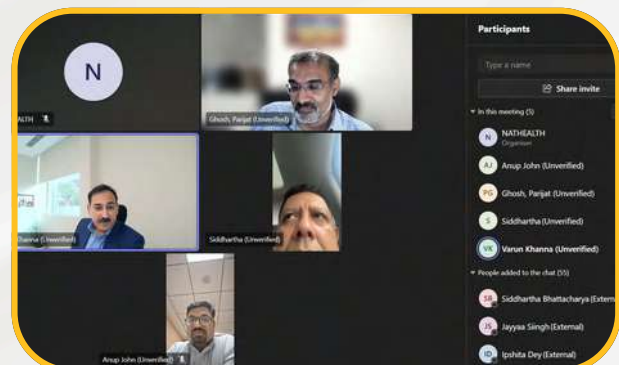 N
ALTH
Ghosh, Parijat (Unverified)
Khanna (Unverified)
Siddhartha (Unverified)
Anup John (Unverified)
Participants
Type a name
Share invite
In this meeting (5)
N
NATHEALTH
Organiser
AJ
Anup John (Unverified)
PG
Ghosh, Parijat (Unverified)
S
Siddhartha (Unverified)
VK
Varun Khanna (Unverified)
People added to the chat (55)
SB
Siddhartha Bhattacharya (Extern
JS
Jayyaa Siingh (External)
ID
Ipshita Dey (External)